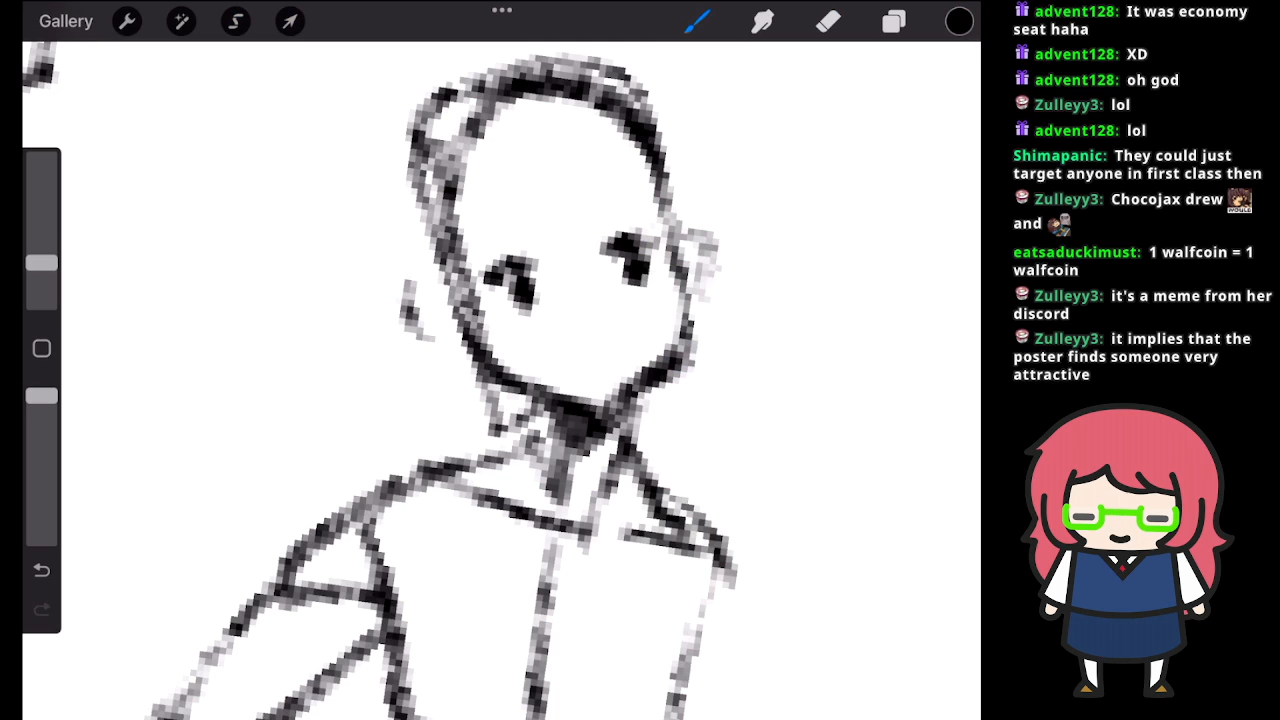 Gallery
advent128: It was economy
seat haha
advent128: XD
advent128: oh god
Zulleyy3: lol
advent128: lol
Shimapanic: They could just
target anyone in first class then
Zulleyy3: Chocojax drew
and
eatsaduckimust: 1 walfcoin = 1
walfcoin
Zulleyy3: it's a meme from her
discord
Zulleyy3: it implies that the
poster finds someone very
attractive